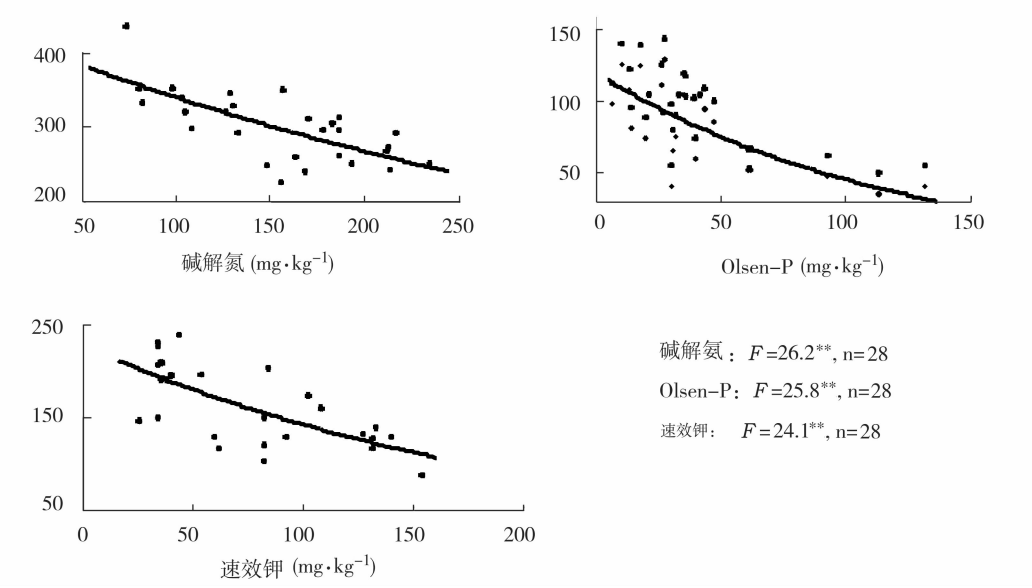 400
300
200
50 100 150 200 250
碱解氮 (mg·kg⁻¹)
150
100
50
0 50 100 150
Olsen-P (mg·kg⁻¹)
250
150
50
0 50 100 150 200
速效钾 (mg·kg⁻¹)
碱解氨：F=26.2**, n=28
Olsen-P：F=25.8**, n=28
速效钾： F=24.1**, n=28